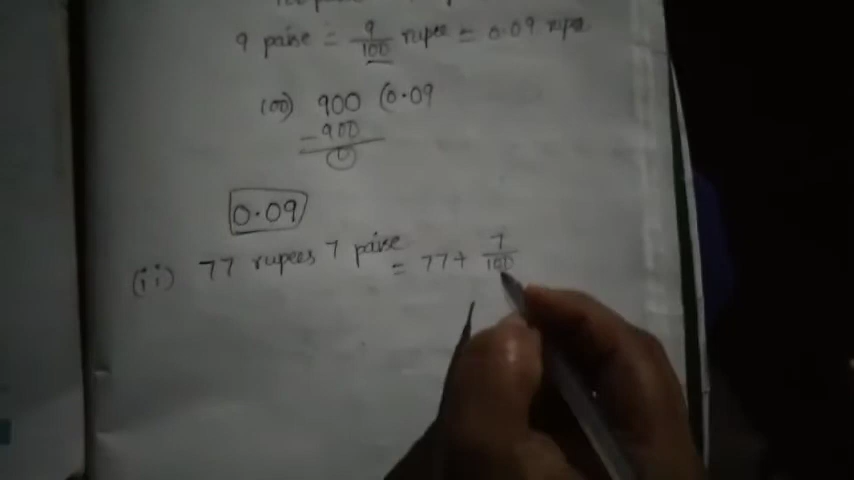 9 paise = 9/100 rupee = 0.09 rupee
100) 900 (0.09
- 900
0
0.09
(ii) 77 rupees 7 paise = 77 + 7/100